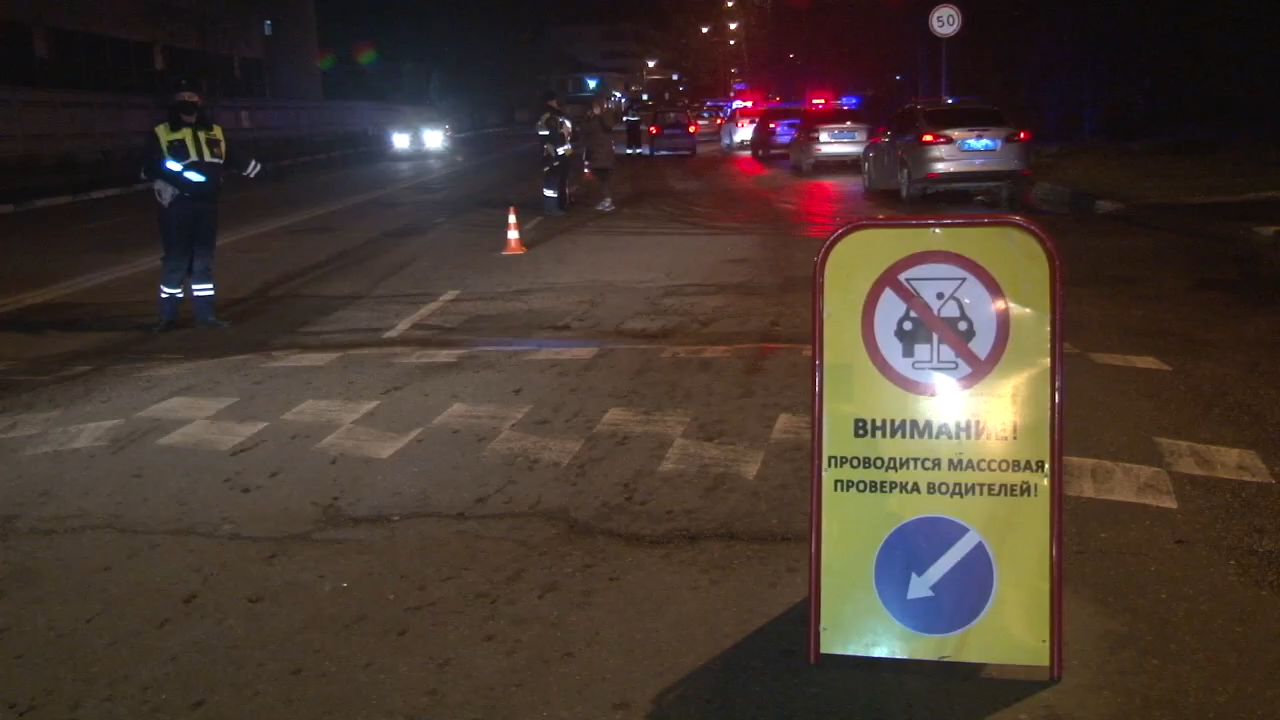 50
ВНИМАНИЕ!
ПРОВОДИТСЯ МАССОВАЯ
ПРОВЕРКА ВОДИТЕЛЕЙ!